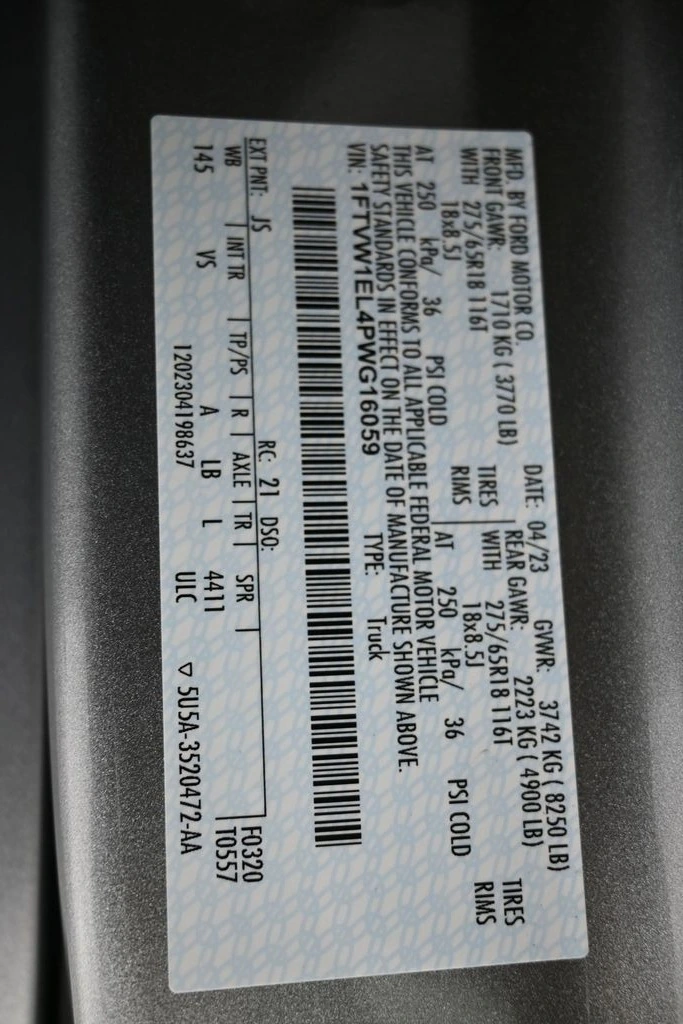 MFD. BY FORD MOTOR CO. DATE: 04/23 GVWR: 3742 KG ( 8250 LB)
FRONT GAWR: 1710 KG ( 3770 LB) REAR GAWR: 2223 KG ( 4900 LB)
WITH 275/65R18 116T TIRES WITH 275/65R18 116T TIRES
18x8.5J RIMS 18x8.5J RIMS
AT 250 kPa/ 36 PSI COLD AT 250 kPa/ 36 PSI COLD
THIS VEHICLE CONFORMS TO ALL APPLICABLE FEDERAL MOTOR VEHICLE
SAFETY STANDARDS IN EFFECT ON THE DATE OF MANUFACTURE SHOWN ABOVE.
VIN: 1FTVW1EL4PWG16059 TYPE: Truck
EXT PNT: JS RC: 21 DSO: F0320
WB | INT TR | TP/PS | R | AXLE | TR | SPR | T0557
145 VS A LB L 4411
1202304198637 ULC ▽ 5U5A-3520472-AA